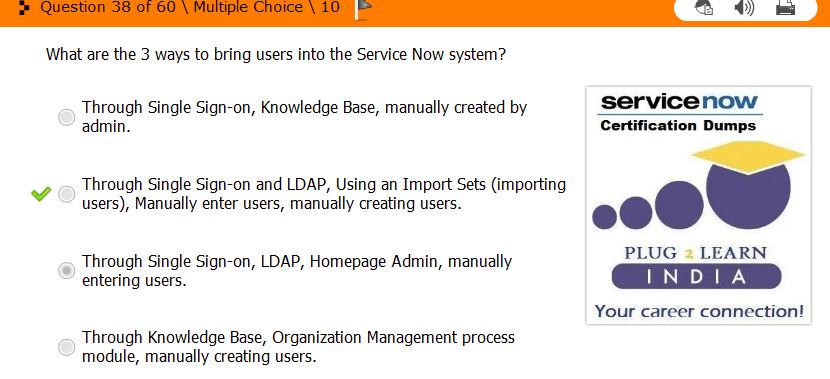 Question 38 of 60 \ Multiple Choice \ 10
What are the 3 ways to bring users into the Service Now system?
Through Single Sign-on, Knowledge Base, manually created by
admin.
Through Single Sign-on and LDAP, Using an Import Sets (importing
users), Manually enter users, manually creating users.
Through Single Sign-on, LDAP, Homepage Admin, manually
entering users.
Through Knowledge Base, Organization Management process
module, manually creating users.
servicenow
Certification Dumps
PLUG 2 LEARN
INDIA
Your career connection!